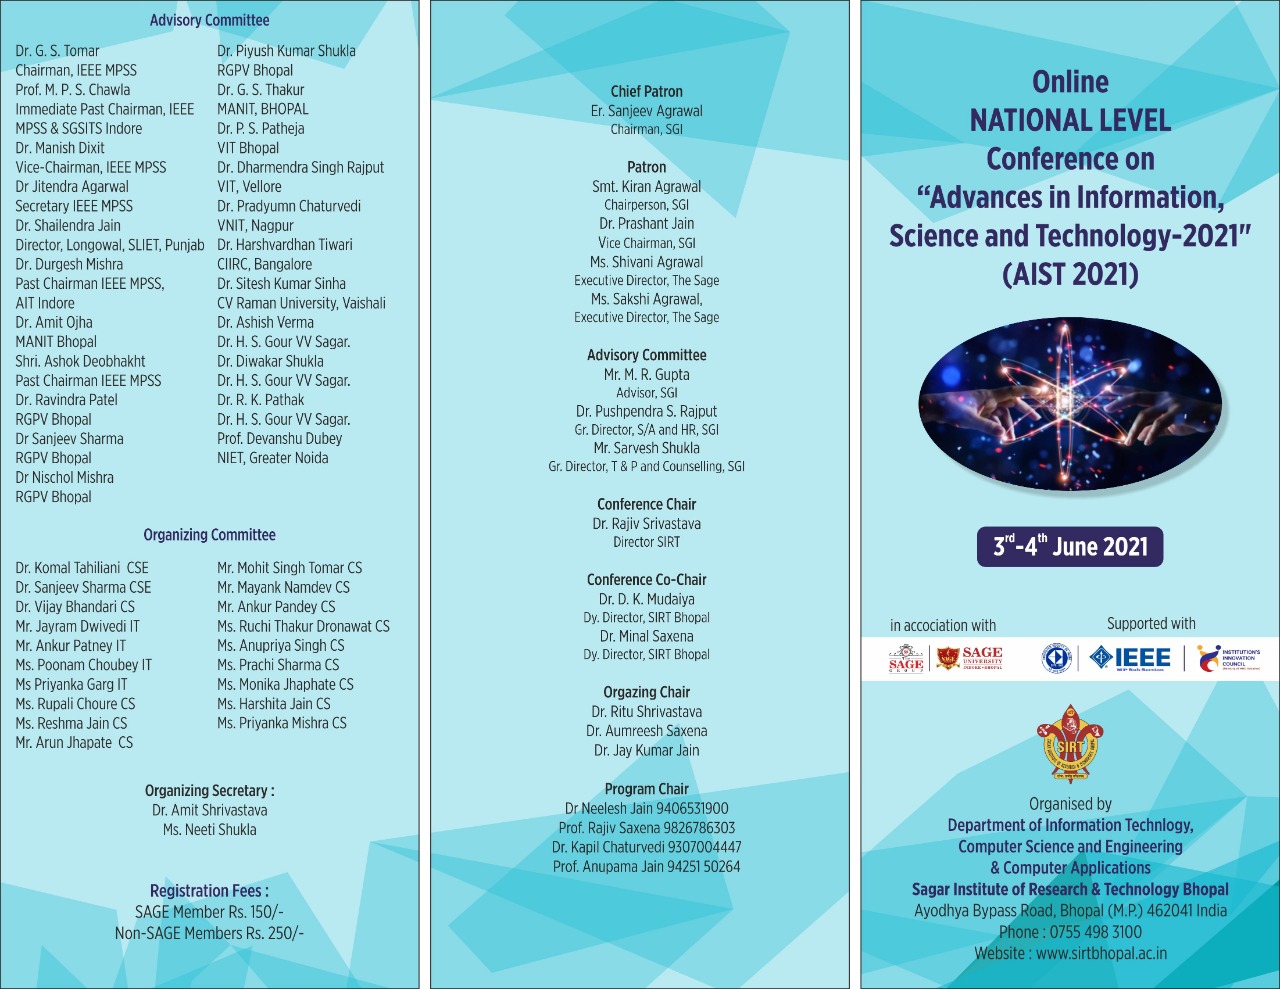 Advisory Committee
Dr. G. S. Tomar
Chairman, IEEE MPSS
Prof. M. P. S. Chawla
Immediate Past Chairman, IEEE
MPSS & SGSITS Indore
Dr. Manish Dixit
Vice-Chairman, IEEE MPSS
Dr Jitendra Agarwal
Secretary IEEE MPSS
Dr. Shailendra Jain
Director, Longowal, SLIET, Punjab
Dr. Durgesh Mishra
Past Chairman IEEE MPSS,
AIT Indore
Dr. Amit Ojha
MANIT Bhopal
Shri. Ashok Deobhakht
Past Chairman IEEE MPSS
Dr. Ravindra Patel
RGPV Bhopal
Dr Sanjeev Sharma
RGPV Bhopal
Dr Nischol Mishra
RGPV Bhopal
Dr. Piyush Kumar Shukla
RGPV Bhopal
Dr. G. S. Thakur
MANIT, BHOPAL
Dr. P. S. Patheja
VIT Bhopal
Dr. Dharmendra Singh Rajput
VIT, Vellore
Dr. Pradyumn Chaturvedi
VNIT, Nagpur
Dr. Harshvardhan Tiwari
CIIRC, Bangalore
Dr. Sitesh Kumar Sinha
CV Raman University, Vaishali
Dr. Ashish Verma
Dr. H. S. Gour VV Sagar.
Dr. Diwakar Shukla
Dr. H. S. Gour VV Sagar.
Dr. R. K. Pathak
Dr. H. S. Gour VV Sagar.
Prof. Devanshu Dubey
NIET, Greater Noida
Organizing Committee
Dr. Komal Tahiliani CSE
Dr. Sanjeev Sharma CSE
Dr. Vijay Bhandari CS
Mr. Jayram Dwivedi IT
Mr. Ankur Patney IT
Ms. Poonam Choubey IT
Ms Priyanka Garg IT
Ms. Rupali Choure CS
Ms. Reshma Jain CS
Mr. Arun Jhapate CS
Mr. Mohit Singh Tomar CS
Mr. Mayank Namdev CS
Mr. Ankur Pandey CS
Ms. Ruchi Thakur Dronawat CS
Ms. Anupriya Singh CS
Ms. Prachi Sharma CS
Ms. Monika Jhaphate CS
Ms. Harshita Jain CS
Ms. Priyanka Mishra CS
Organizing Secretary :
Dr. Amit Shrivastava
Ms. Neeti Shukla
Registration Fees :
SAGE Member Rs. 150/-
Non-SAGE Members Rs. 250/-
Chief Patron
Er. Sanjeev Agrawal
Chairman, SGI
Patron
Smt. Kiran Agrawal
Chairperson, SGI
Dr. Prashant Jain
Vice Chairman, SGI
Ms. Shivani Agrawal
Executive Director, The Sage
Ms. Sakshi Agrawal,
Executive Director, The Sage
Advisory Committee
Mr. M. R. Gupta
Advisor, SGI
Dr. Pushpendra S. Rajput
Gr. Director, S/A and HR, SGI
Mr. Sarvesh Shukla
Gr. Director, T & P and Counselling, SGI
Conference Chair
Dr. Rajiv Srivastava
Director SIRT
Conference Co-Chair
Dr. D. K. Mudaiya
Dy. Director, SIRT Bhopal
Dr. Minal Saxena
Dy. Director, SIRT Bhopal
Orgazing Chair
Dr. Ritu Shrivastava
Dr. Aumreesh Saxena
Dr. Jay Kumar Jain
Program Chair
Dr Neelesh Jain 9406531900
Prof. Rajiv Saxena 9826786303
Dr. Kapil Chaturvedi 9307004447
Prof. Anupama Jain 94251 50264
Online
NATIONAL LEVEL
Conference on
“Advances in Information,
Science and Technology-2021"
(AIST 2021)
3rd-4th June 2021
in association with
Supported with
SAGE
GROUP
SAGE
UNIVERSITY
INDORE • BHOPAL
IEEE
INSTITUTION'S
INNOVATION
COUNCIL
SIRT
Organised by
Department of Information Technlogy,
Computer Science and Engineering
& Computer Applications
Sagar Institute of Research & Technology Bhopal
Ayodhya Bypass Road, Bhopal (M.P.) 462041 India
Phone : 0755 498 3100
Website : www.sirtbhopal.ac.in